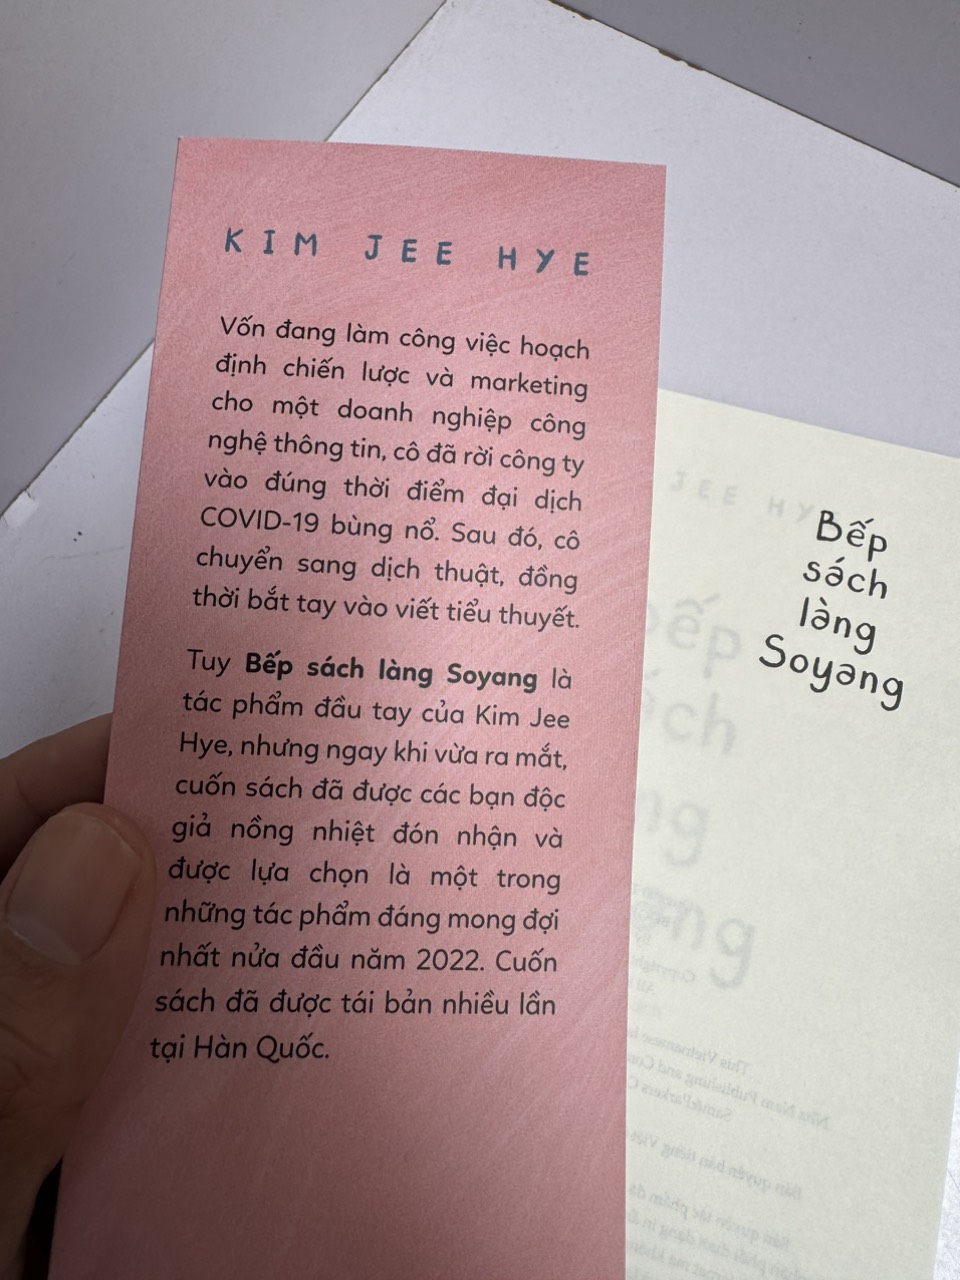 KIM JEE HYE
Vốn đang làm công việc hoạch
định chiến lược và marketing
cho một doanh nghiệp công
nghệ thông tin, cô đã rời công ty
vào đúng thời điểm đại dịch
COVID-19 bùng nổ. Sau đó, cô
chuyển sang dịch thuật, đồng
thời bắt tay vào viết tiểu thuyết.
Tuy Bếp sách làng Soyang là
tác phẩm đầu tay của Kim Jee
Hye, nhưng ngay khi vừa ra mắt,
cuốn sách đã được các bạn độc
giả nồng nhiệt đón nhận và
được lựa chọn là một trong
những tác phẩm đáng mong đợi
nhất nửa đầu năm 2022. Cuốn
sách đã được tái bản nhiều lần
tại Hàn Quốc.
Bếp
sách
làng
Soyang